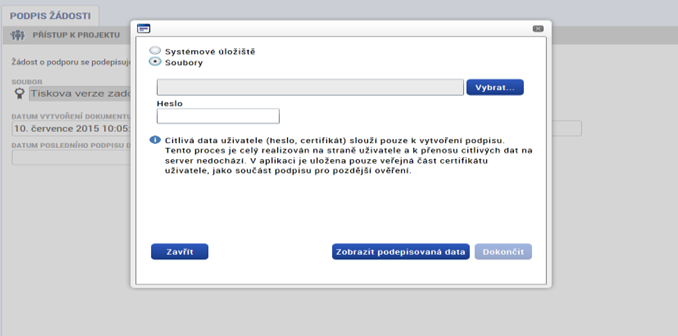 PODPIS ŽÁDOSTI
PŘÍSTUP K PROJEKTU
Žádost o podporu se podepisuje
SOUBOR
Tiskova verze
DATUM VYTVOŘENÍ DOKUMENTU
10. července 2015 10:05:
DATUM POSLEDNÍHO PODPISU
Systémové úložiště
Soubory
Vybrat...
Heslo
Citlivá data uživatele (heslo, certifikát) slouží pouze k vytvoření podpisu.
Tento proces je celý realizován na straně uživatele a k přenosu citlivých dat na
server nedochází. V aplikaci je uložena pouze veřejná část certifikátu
uživatele, jako součást podpisu pro pozdější ověření.
Zavřít
Zobrazit podepisovaná data
Dokončit